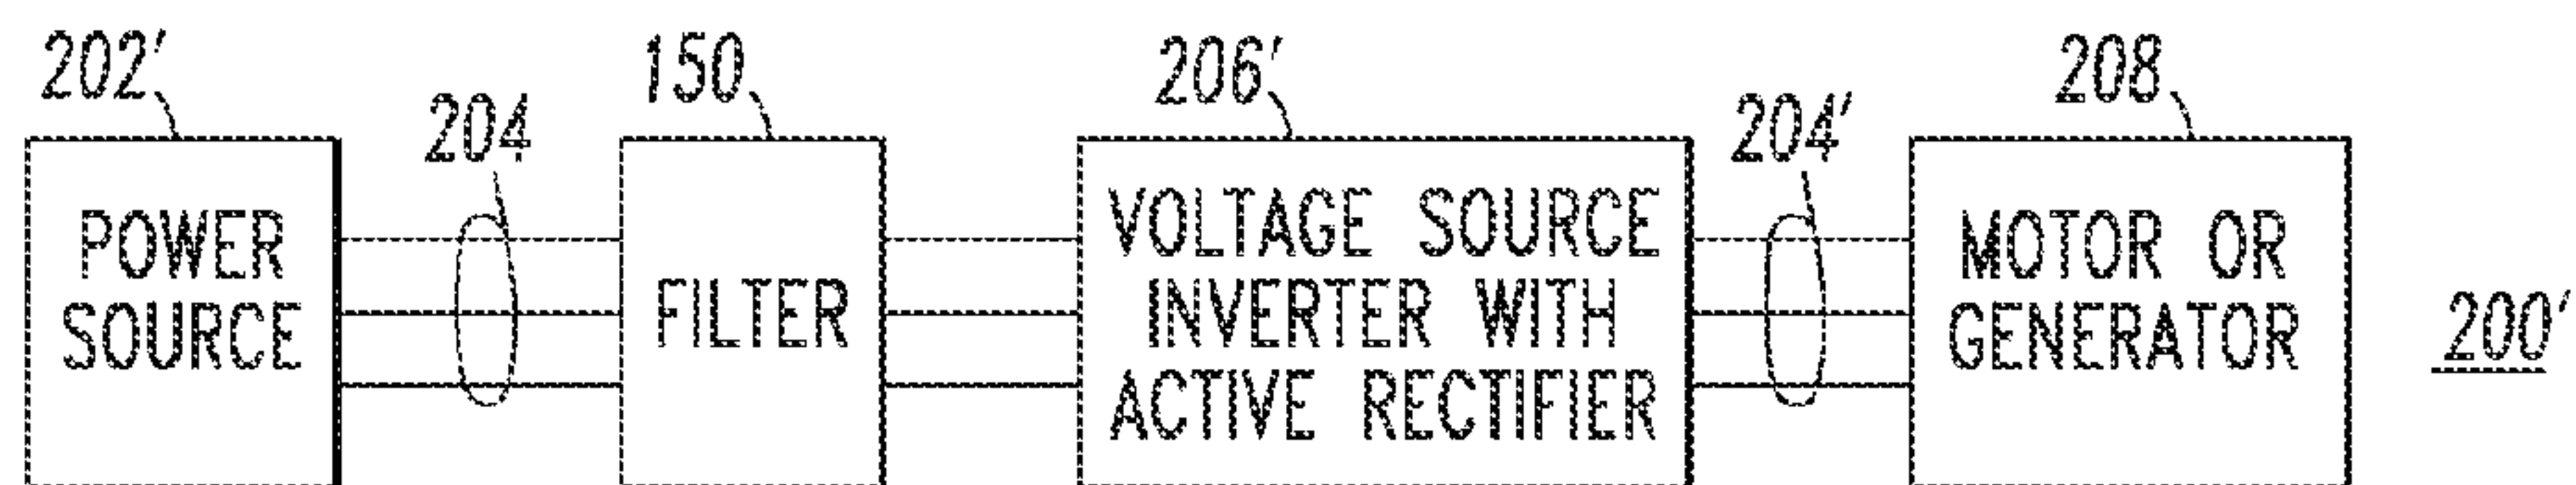 202'
204
150
206'
204'
208
POWER
SOURCE
FILTER
VOLTAGE SOURCE
INVERTER WITH
ACTIVE RECTIFIER
MOTOR OR
GENERATOR
200'